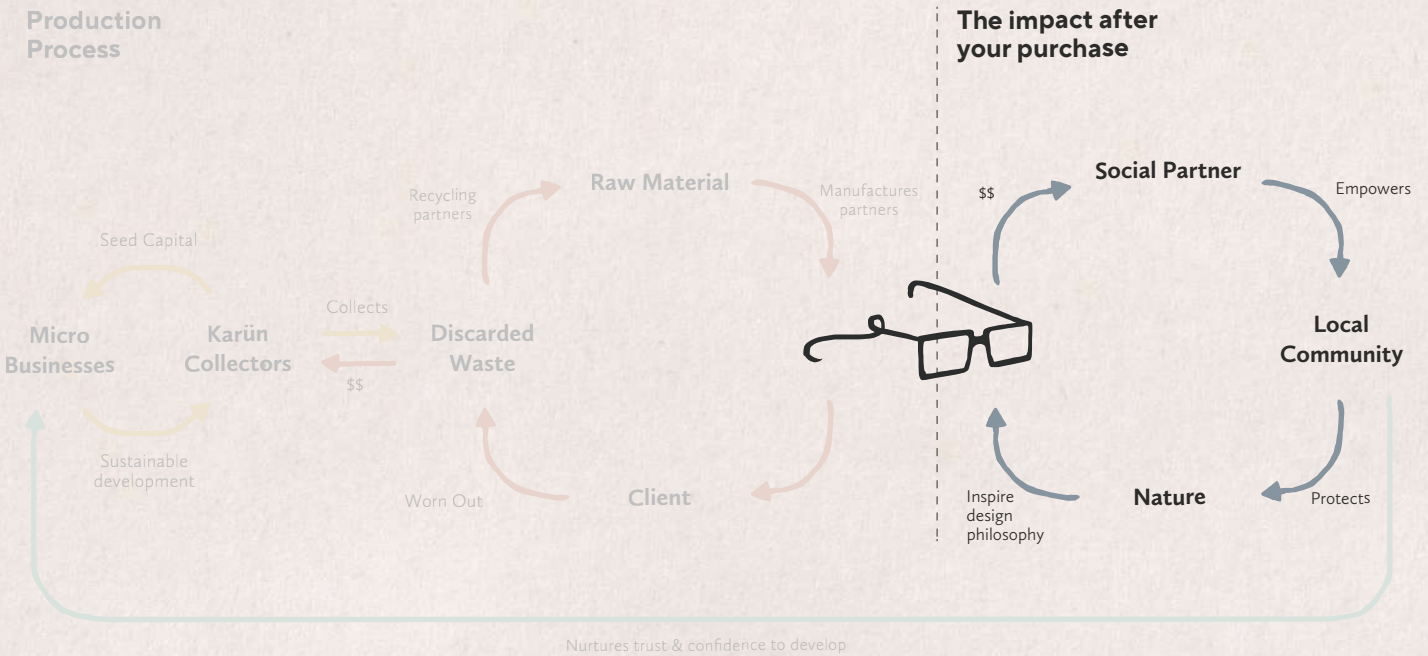 Production
Process
The impact after
your purchase
Raw Material
Recycling
partners
Manufactures
partners
$$
Social Partner
Empowers
Seed Capital
Collects
Micro
Businesses
Karün
Collectors
Discarded
Waste
$$
Local
Community
Sustainable
development
Worn Out
Client
Inspire
design
philosophy
Nature
Protects
Nurtures trust & confidence to develop